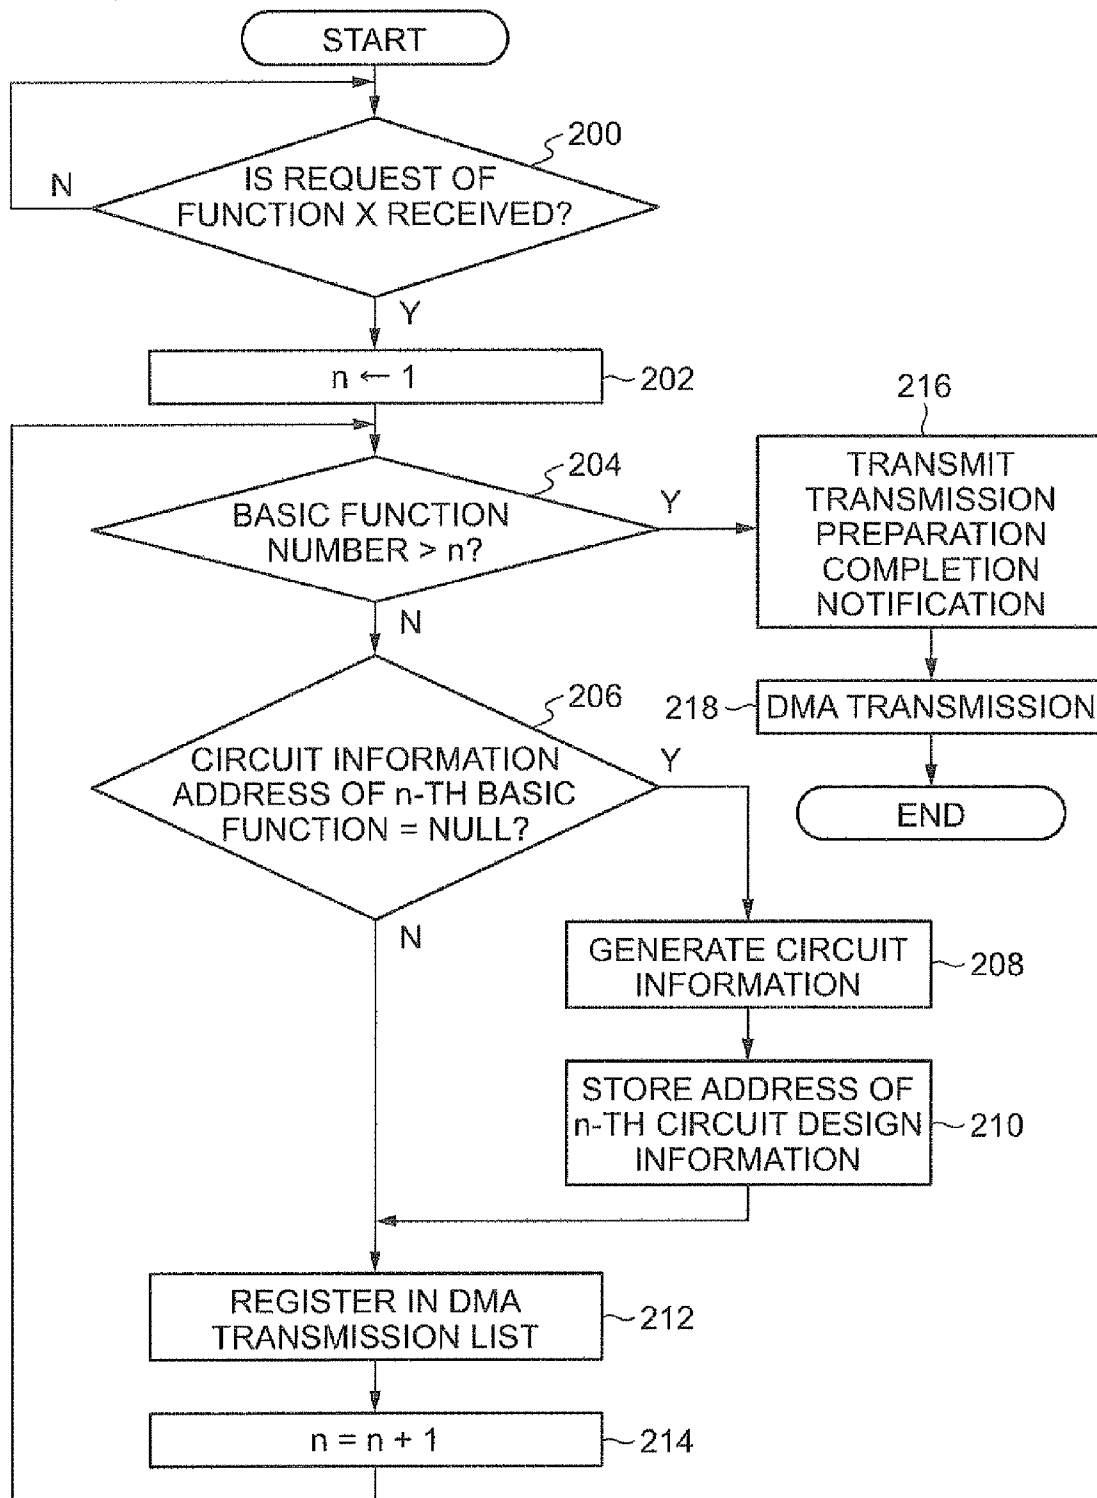 START
200
IS REQUEST OF
FUNCTION X RECEIVED?
N
Y
n ← 1
202
204
BASIC FUNCTION
NUMBER > n?
Y
N
216
TRANSMIT
TRANSMISSION
PREPARATION
COMPLETION
NOTIFICATION
218
DMA TRANSMISSION
END
206
CIRCUIT INFORMATION
ADDRESS OF n-TH BASIC
FUNCTION = NULL?
Y
N
GENERATE CIRCUIT
INFORMATION
208
STORE ADDRESS OF
n-TH CIRCUIT DESIGN
INFORMATION
210
REGISTER IN DMA
TRANSMISSION LIST
212
n = n + 1
214